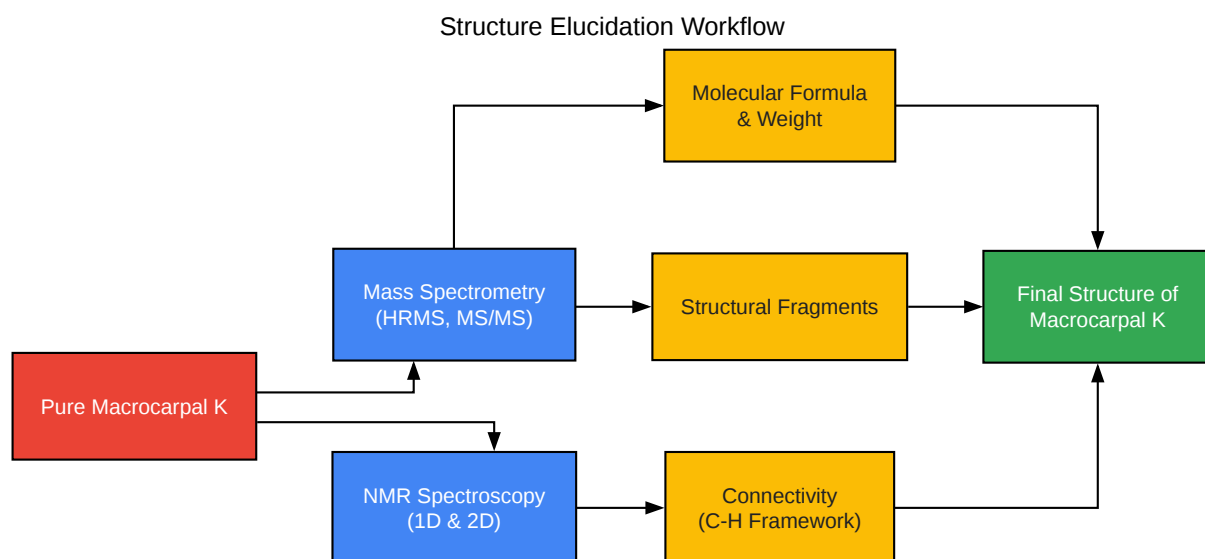 Structure Elucidation Workflow
Molecular Formula
& Weight
Mass Spectrometry
(HRMS, MS/MS)
Structural Fragments
Final Structure of
Macrocarpal K
Pure Macrocarpal K
NMR Spectroscopy
(1D & 2D)
Connectivity
(C-H Framework)